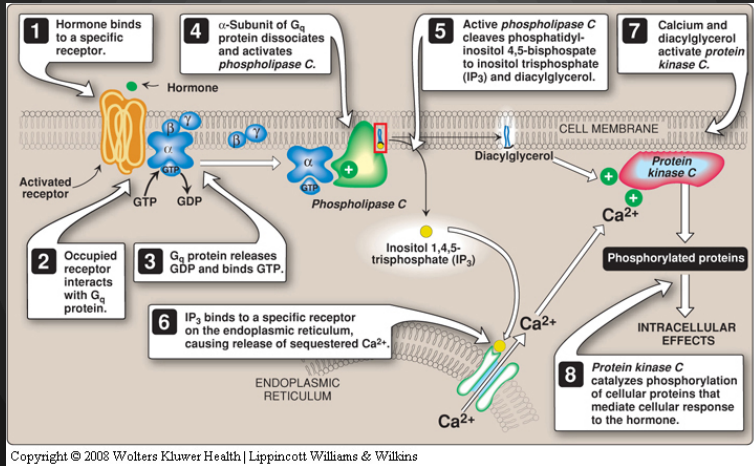 1
Hormone binds
to a specific
receptor.
4
α-Subunit of Gq
protein dissociates
and activates
phospholipase C.
5
Active phospholipase C
cleaves phosphatidyl-
inositol 4,5-bisphospate
to inositol trisphosphate
(IP3) and diacylglycerol.
7
Calcium and
diacylglycerol
activate protein
kinase C.
Hormone
β γ
α
GTP
β γ
α
GTP
+
CELL MEMBRANE
Diacylglycerol
Activated
receptor
GTP
GDP
Phospholipase C
+
+
Protein
kinase C
Ca2+
Inositol 1,4,5-
trisphosphate (IP3)
Phosphorylated proteins
2
Occupied
receptor
interacts
with Gq
protein.
3
Gq protein releases
GDP and binds GTP.
6
IP3 binds to a specific receptor
on the endoplasmic reticulum,
causing release of sequestered Ca2+.
Ca2+
INTRACELLULAR
EFFECTS
ENDOPLASMIC
RETICULUM
Ca2+
8
Protein kinase C
catalyzes phosphorylation
of cellular proteins that
mediate cellular response
to the hormone.
Copyright © 2008 Wolters Kluwer Health | Lippincott Williams & Wilkins